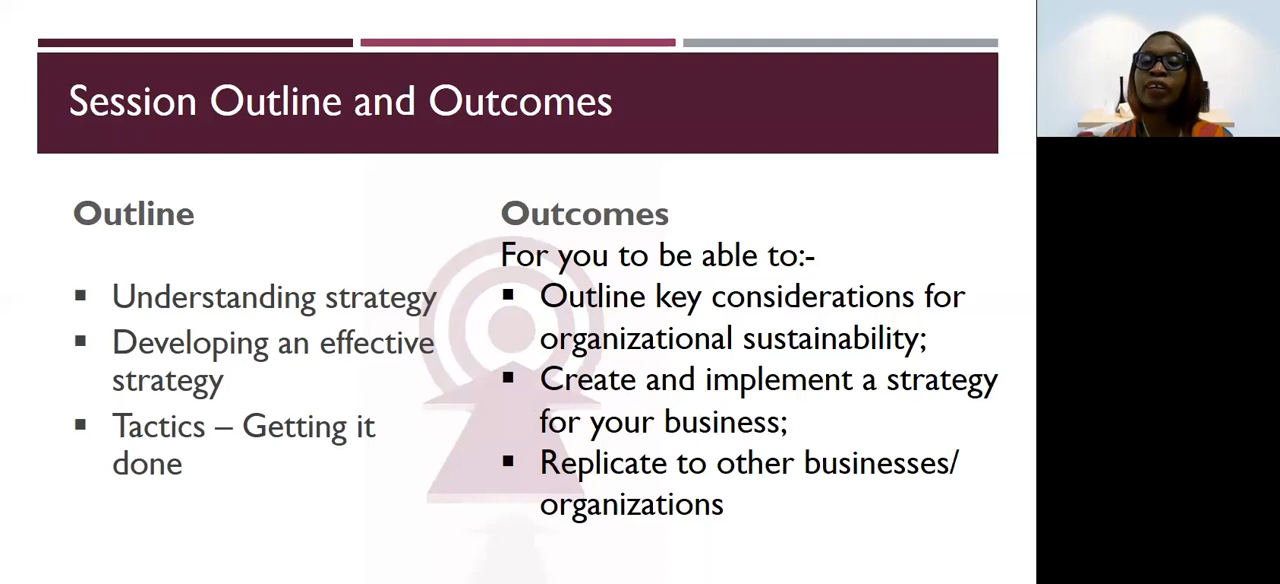 Session Outline and Outcomes
Outline
▪ Understanding strategy
▪ Developing an effective
strategy
▪ Tactics – Getting it
done
Outcomes
For you to be able to:-
▪ Outline key considerations for
organizational sustainability;
▪ Create and implement a strategy
for your business;
▪ Replicate to other businesses/
organizations